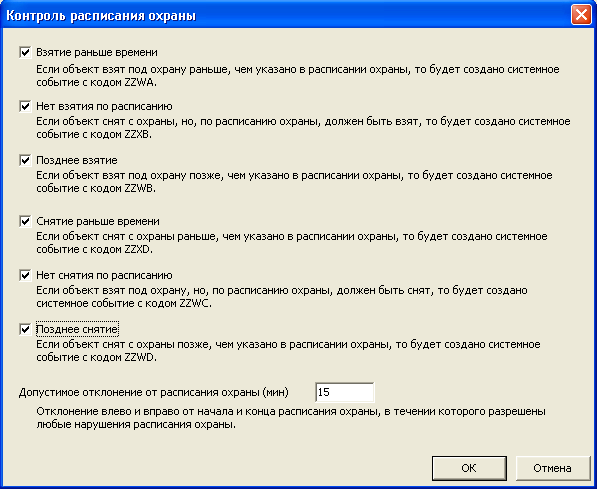 Контроль расписания охраны
Взятие раньше времени
Если объект взят под охрану раньше, чем указано в расписании охраны, то будет создано системное
событие с кодом ZZWA.
Нет взятия по расписанию
Если объект снят с охраны, но, по расписанию охраны, должен быть взят, то будет создано системное
событие с кодом ZZXB.
Позднее взятие
Если объект взят под охрану позже, чем указано в расписании охраны, то будет создано системное
событие с кодом ZZWB.
Снятие раньше времени
Если объект снят с охраны раньше, чем указано в расписании охраны, то будет создано системное
событие с кодом ZZXD.
Нет снятия по расписанию
Если объект взят под охрану, но, по расписанию охраны, должен быть снят, то будет создано
системное событие с кодом ZZWC.
Позднее снятие
Если объект снят с охраны позже, чем указано в расписании охраны, то будет создано системное
событие с кодом ZZWD.
Допустимое отклонение от расписания охраны (мин) 15
Отклонение влево и вправо от начала и конца расписания охраны, в течении которого разрешены
любые нарушения расписания охраны.
OK Отмена